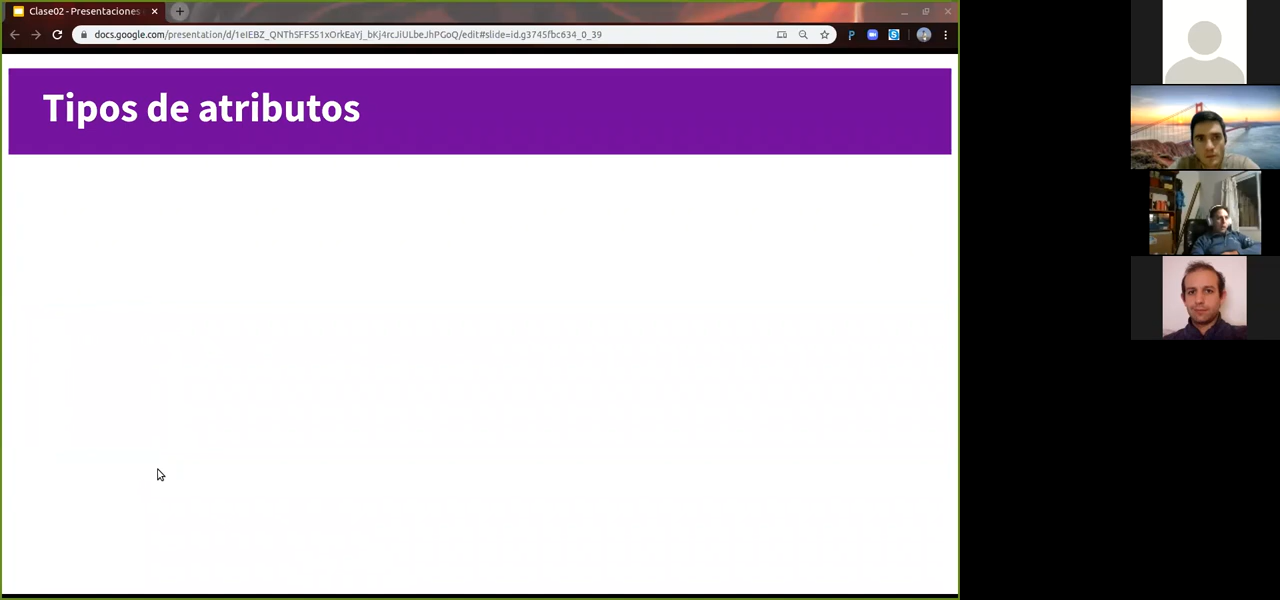 Clase02 - Presentaciones
docs.google.com/presentation/d/1eIEBZ_QNThSFFS51xOrkEaYj_bKj4rcJiULbeJhPGoQ/edit#slide=id.g3745fbc634_0_39
Tipos de atributos